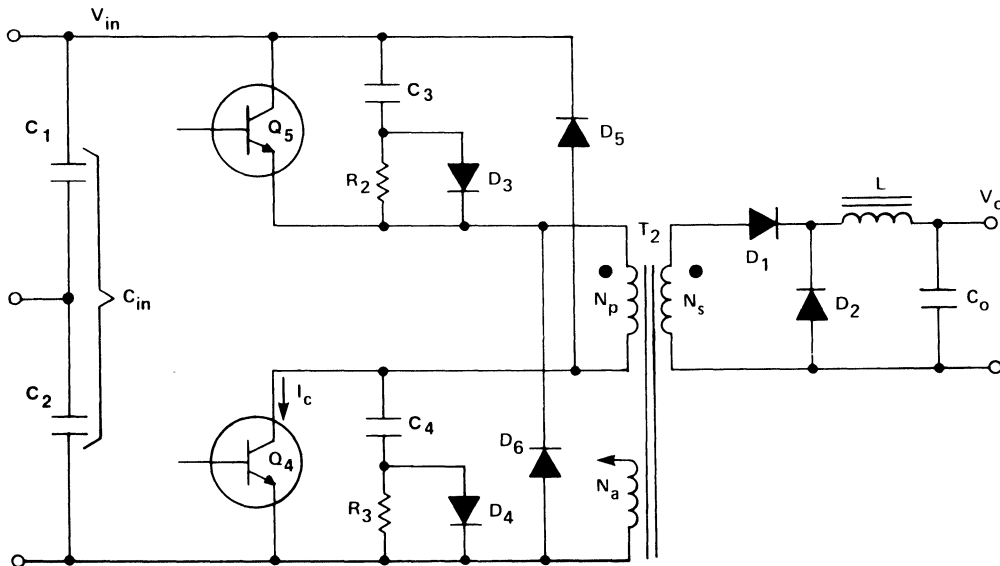 V_in
C_1
Q_5
C_3
R_2
D_3
D_5
C_in
T_2
N_p
N_s
D_1
L
V_o
D_2
C_o
C_2
I_c
Q_4
C_4
R_3
D_4
D_6
N_a